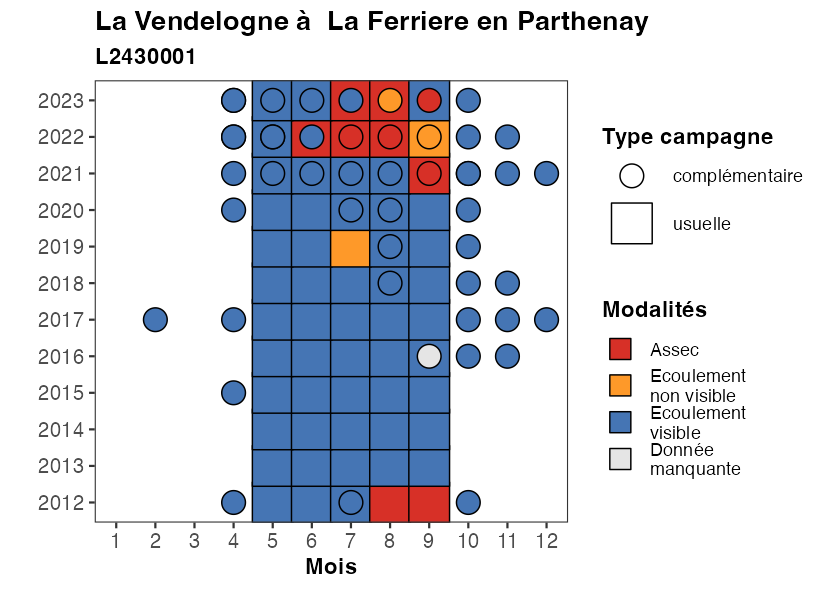 La Vendelogne à  La Ferriere en Parthenay
L2430001
2023
2022
2021
2020
2019
2018
2017
2016
2015
2014
2013
2012
1 2 3 4 5 6 7 8 9 10 11 12
Mois
Type campagne
complémentaire
usuelle
Modalités
Assec
Ecoulement
non visible
Ecoulement
visible
Donnée
manquante